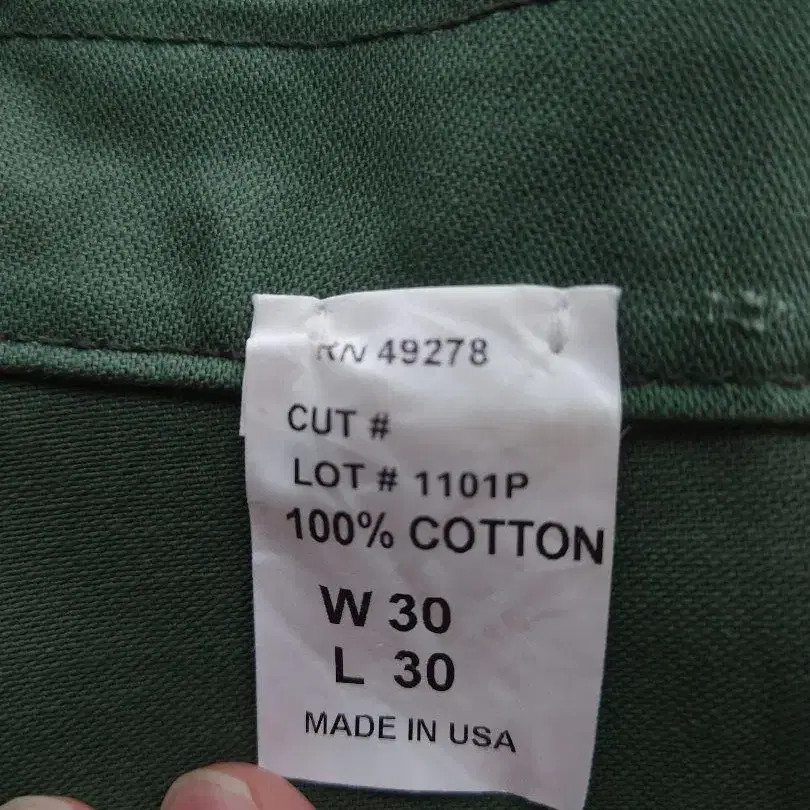 RN 49278
CUT #
LOT # 1101P
100% COTTON
W 30
L 30
MADE IN USA